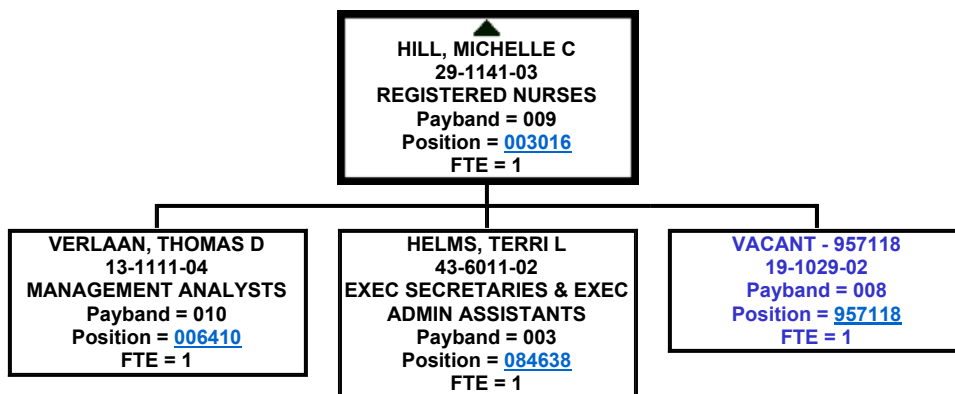 HILL, MICHELLE C
29-1141-03
REGISTERED NURSES
Payband = 009
Position = 003016
FTE = 1
VERLAAN, THOMAS D
13-1111-04
MANAGEMENT ANALYSTS
Payband = 010
Position = 006410
FTE = 1
HELMS, TERRI L
43-6011-02
EXEC SECRETARIES & EXEC
ADMIN ASSISTANTS
Payband = 003
Position = 084638
FTE = 1
VACANT - 957118
19-1029-02
Payband = 008
Position = 957118
FTE = 1